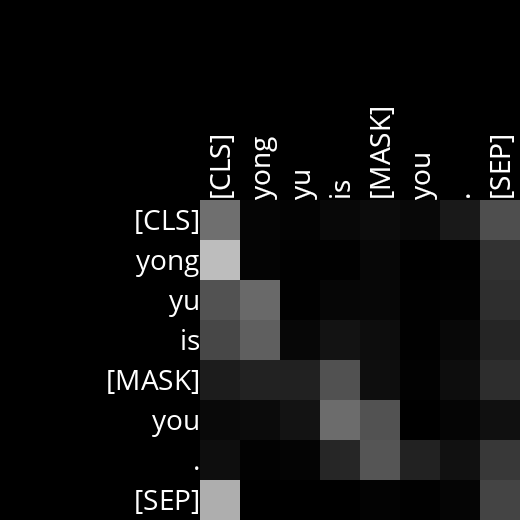 [CLS] yong yu is [MASK] you . [SEP]
[CLS]
yong
yu
is
[MASK]
you
.
[SEP]